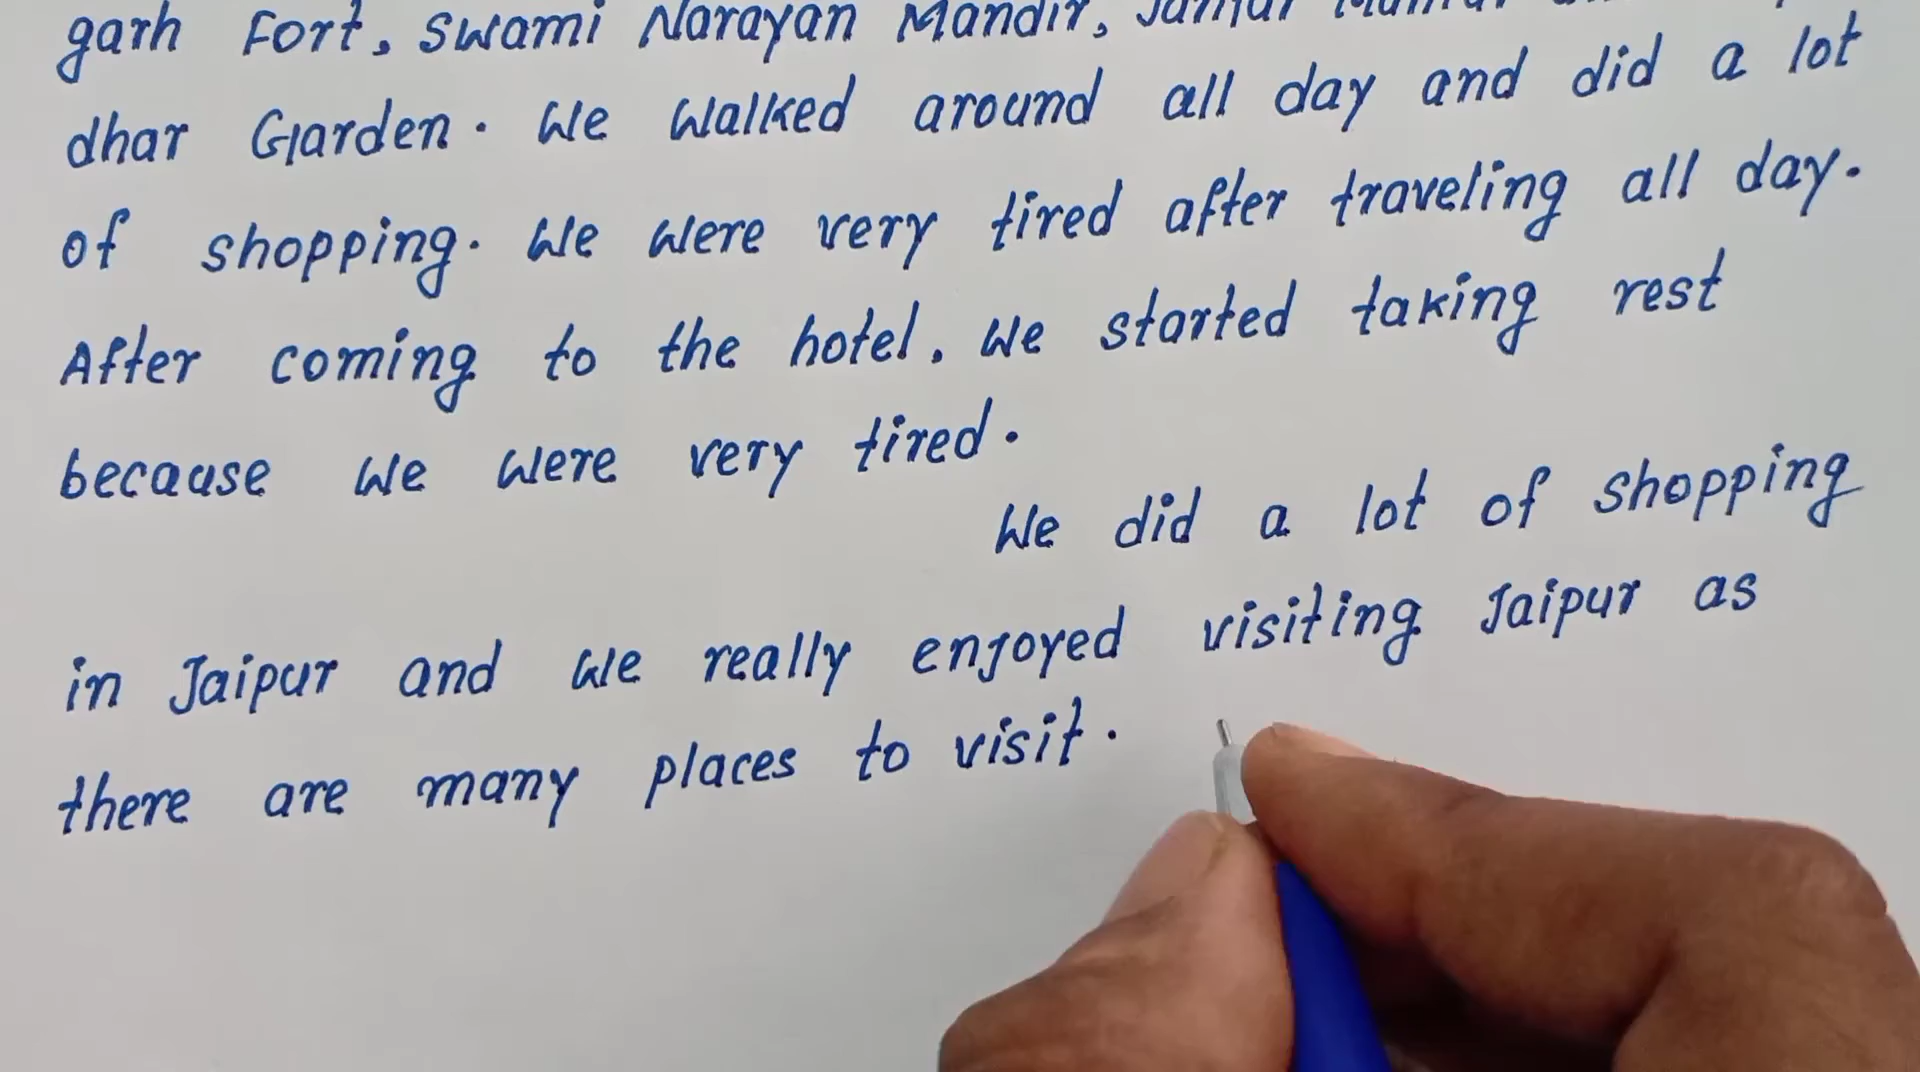 garh Fort, Swami Narayan Mandir,
dhar Garden. We walked around all day and did a lot
of shopping. We were very tired after traveling all day.
After coming to the hotel, we started taking rest
because we were very tired.
We did a lot of shopping
in Jaipur and we really enjoyed visiting Jaipur as
there are many places to visit.